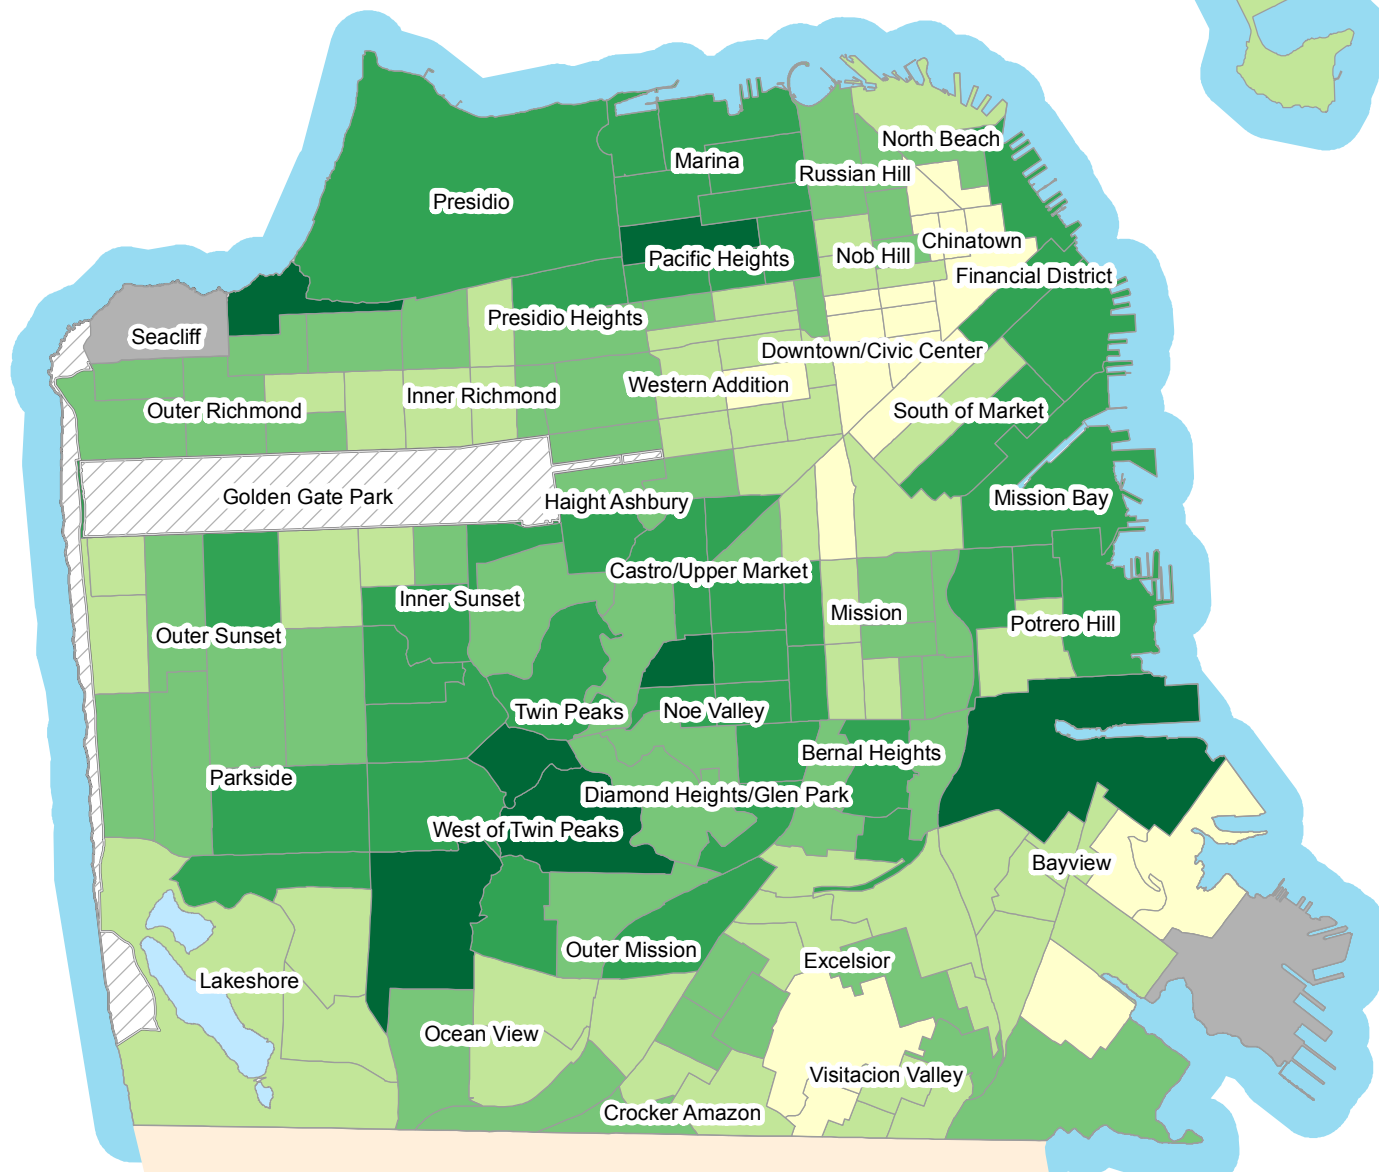 North Beach
Marina
Russian Hill
Presidio
Chinatown
Nob Hill
Pacific Heights
Financial District
Presidio Heights
Seacliff
Downtown/Civic Center
Western Addition
Inner Richmond
Outer Richmond
South of Market
Golden Gate Park
Mission Bay
Haight Ashbury
Castro/Upper Market
Inner Sunset
Mission
Potrero Hill
Outer Sunset
Twin Peaks
Noe Valley
Bernal Heights
Parkside
Diamond Heights/Glen Park
West of Twin Peaks
Bayview
Outer Mission
Excelsior
Lakeshore
Ocean View
Visitacion Valley
Crocker Amazon